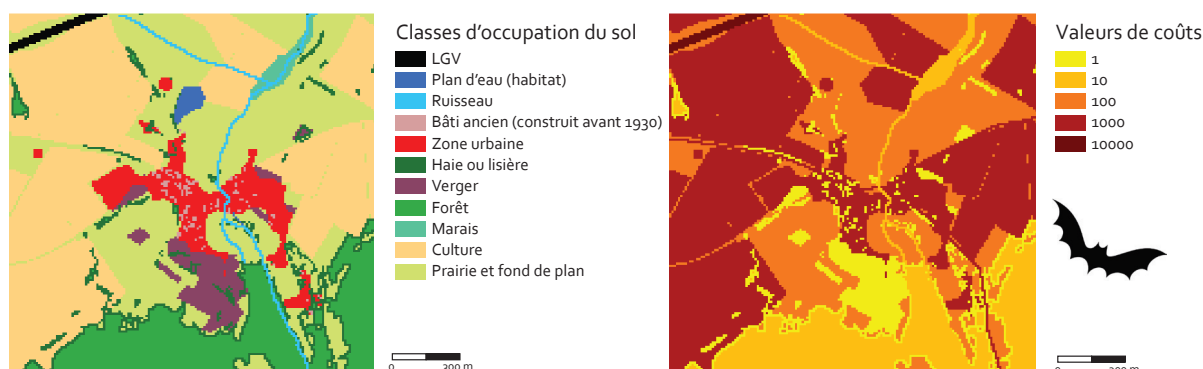 Classes d'occupation du sol
LGV
Plan d'eau (habitat)
Ruisseau
Bâti ancien (construit avant 1930)
Zone urbaine
Haie ou lisière
Verger
Forêt
Marais
Culture
Prairie et fond de plan
Valeurs de coûts
1
10
100
1000
10000